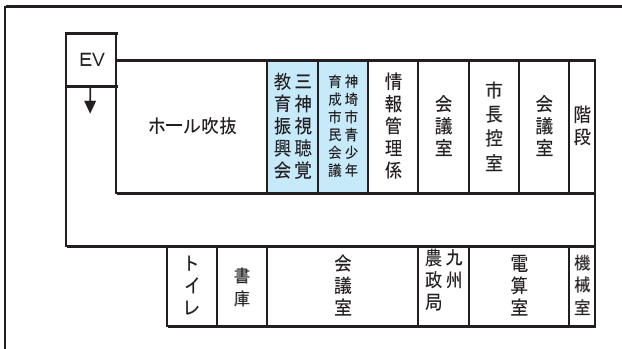 EV
ホール吹抜
三神視聴覚
教育振興会
神埼市青少年
育成市民会議
情報管理係
会議室
市長控室
会議室
階段
トイレ
書庫
会議室
九州
農政局
電算室
機械室